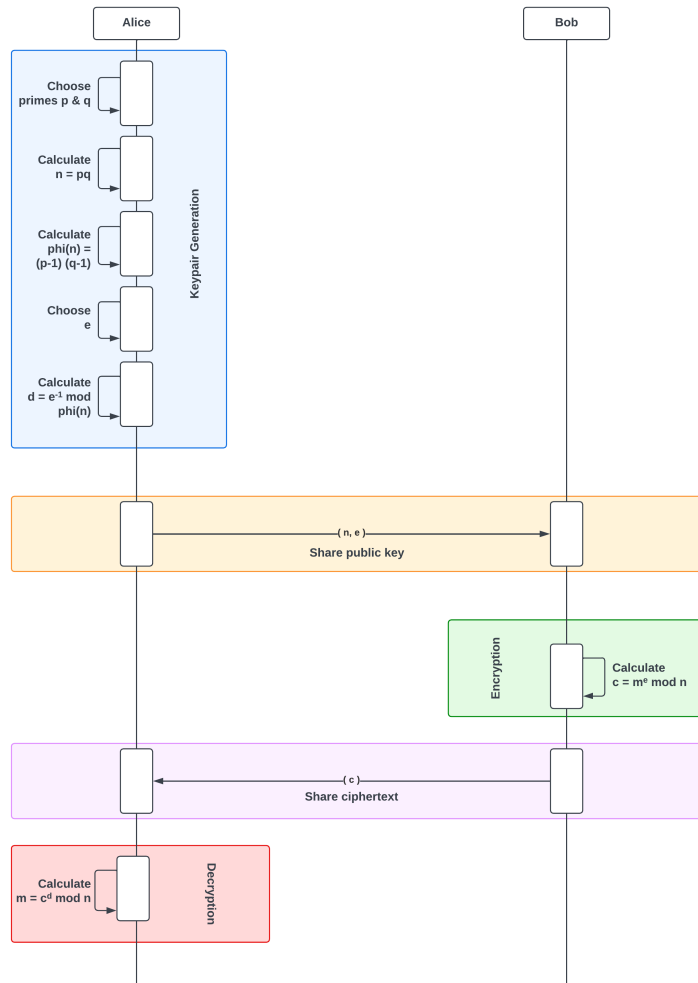 Alice
Bob
Choose
primes p & q
Calculate
n = pq
Calculate
phi(n) =
(p-1) (q-1)
Choose
e
Calculate
d = e⁻¹ mod
phi(n)
Keypair Generation
( n, e )
Share public key
Encryption
Calculate
c = mᵉ mod n
( c )
Share ciphertext
Calculate
m = cᵈ mod n
Decryption